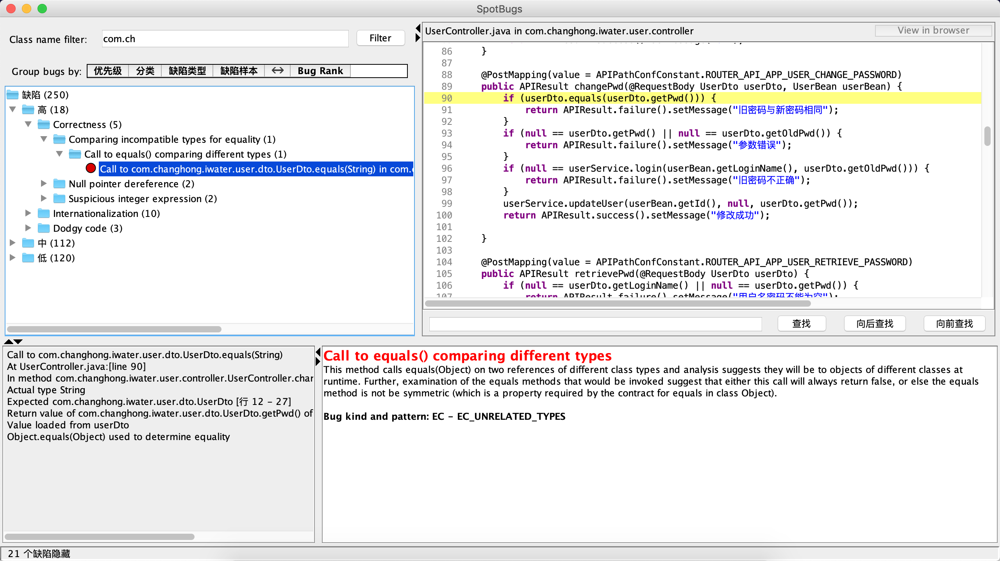 SpotBugs
Class name filter:
com.ch
Filter
Group bugs by:
优先级 分类 缺陷类型 缺陷样本 Bug Rank
缺陷 (250)
高 (18)
Correctness (5)
Comparing incompatible types for equality (1)
Call to equals() comparing different types (1)
Call to com.changhong.iwater.user.dto.UserDto.equals(String) in com.
Null pointer dereference (2)
Suspicious integer expression (2)
Internationalization (10)
Dodgy code (3)
中 (112)
低 (120)
UserController.java in com.changhong.iwater.user.controller
View in browser
86 }
87
88 @PostMapping(value = APIPathConfConstant.ROUTER_API_APP_USER_CHANGE_PASSWORD)
89 public APIResult changePwd(@RequestBody UserDto userDto, UserBean userBean) {
90 if (userDto.equals(userDto.getPwd())) {
91 return APIResult.failure().setMessage("旧密码与新密码相同");
92 }
93 if (null == userDto.getPwd() || null == userDto.getOldPwd()) {
94 return APIResult.failure().setMessage("参数错误");
95 }
96 if (null == userService.login(userBean.getLoginName(), userDto.getOldPwd())) {
97 return APIResult.failure().setMessage("旧密码不正确");
98 }
99 userService.updateUser(userBean.getId(), null, userDto.getPwd());
100 return APIResult.success().setMessage("修改成功");
101
102 }
103
104 @PostMapping(value = APIPathConfConstant.ROUTER_API_APP_USER_RETRIEVE_PASSWORD)
105 public APIResult retrievePwd(@RequestBody UserDto userDto) {
106 if (null == userDto.getLoginName() || null == userDto.getPwd()) {
107 return APIResult.failure().setMessage("用户名密码不能为空");
查找 向后查找 向前查找
Call to com.changhong.iwater.user.dto.UserDto.equals(String)
At UserController.java:[line 90]
In method com.changhong.iwater.user.controller.UserController.char
Actual type String
Expected com.changhong.iwater.user.dto.UserDto [行 12 - 27]
Return value of com.changhong.iwater.user.dto.UserDto.getPwd() of
Value loaded from userDto
Object.equals(Object) used to determine equality
Call to equals() comparing different types
This method calls equals(Object) on two references of different class types and analysis suggests they will be to objects of different classes at
runtime. Further, examination of the equals methods that would be invoked suggest that either this call will always return false, or else the equals
method is not be symmetric (which is a property required by the contract for equals in class Object).
Bug kind and pattern: EC - EC_UNRELATED_TYPES
21 个缺陷隐藏